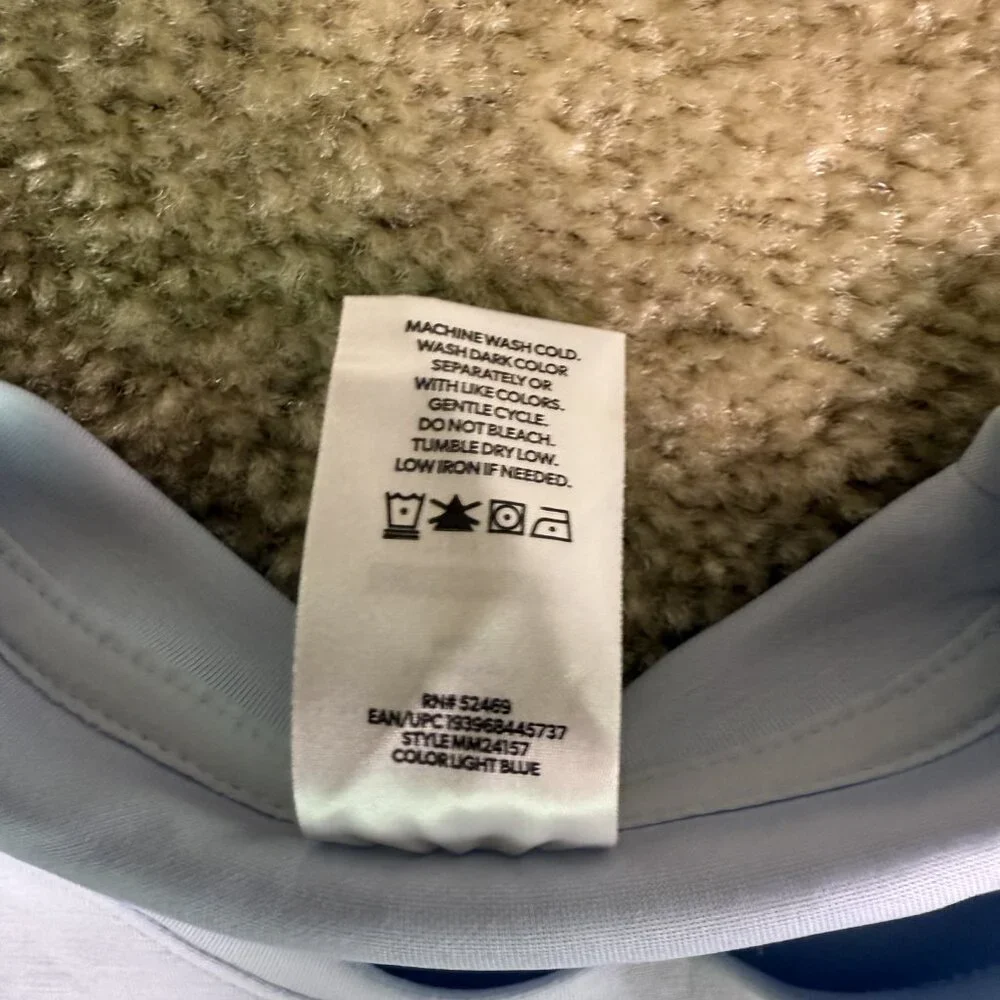 MACHINE WASH COLD.
WASH DARK COLOR
SEPARATELY OR
WITH LIKE COLORS.
GENTLE CYCLE.
DO NOT BLEACH.
TUMBLE DRY LOW.
LOW IRON IF NEEDED.
RN# 52469
EAN/UPC 193968445737
STYLE MM24157
COLOR LIGHT BLUE